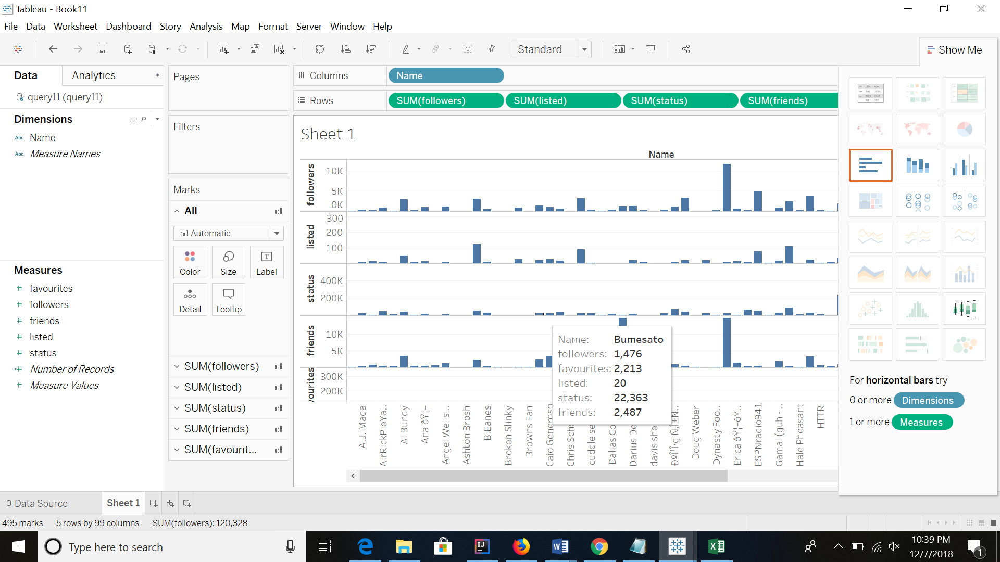 Tableau - Book11
File Data Worksheet Dashboard Story Analysis Map Format Server Window Help
Standard
Show Me
Data Analytics
query11 (query11)
Dimensions
Abc Name
Abc Measure Names
Measures
# favourites
# followers
# friends
# listed
# status
=# Number of Records
# Measure Values
Pages
Filters
Marks
All
Automatic
Color Size Label
Detail Tooltip
SUM(followers)
SUM(listed)
SUM(status)
SUM(friends)
SUM(favourit...
Columns Name
Rows SUM(followers) SUM(listed) SUM(status) SUM(friends)
Sheet 1
Name
followers
10K
5K
0K
listed
300
200
100
status
400K
200K
friends
10K
5K
vourites
300K
200K
Name: Bumesato
followers: 1,476
favourites: 2,213
listed: 20
status: 22,363
friends: 2,487
A.J. Mada
AirRickPieYa..
Al Bundy
Ana ðŸ¦–
Angel Wells ..
Ashton Brosh
B.Eanes
Broken Slinky
Browns Fan
Caio Generoso
Chris Scho
cuddle se
Dallas Co
Darius De
davis sher
Doug Weber
Dynasty Foo..
Erica ðŸ¦–ðŸ..
ESPNradio941
Gamal (guh -..
Hale Pheasant
HTTR
For horizontal bars try
0 or more Dimensions
1 or more Measures
Data Source
Sheet 1
495 marks 5 rows by 99 columns SUM(followers): 120,328
Type here to search
10:39 PM
12/7/2018
1